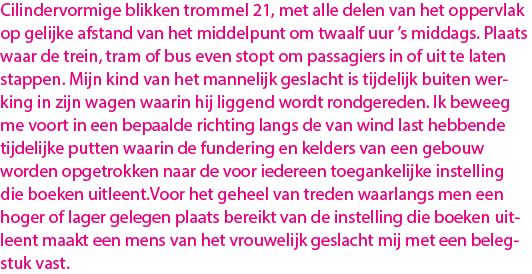 Cilindervormige blikken trommel 21, met alle delen van het oppervlak
op gelijke afstand van het middelpunt om twaalf uur ’s middags. Plaats
waar de trein, tram of bus even stopt om passagiers in of uit te laten
stappen. Mijn kind van het mannelijk geslacht is tijdelijk buiten wer-
king in zijn wagen waarin hij liggend wordt rondgereden. Ik beweeg
me voort in een bepaalde richting langs de van wind last hebbende
tijdelijke putten waarin de fundering en kelders van een gebouw
worden opgetrokken naar de voor iedereen toegankelijke instelling
die boeken uitleent.Voor het geheel van treden waarlangs men een
hoger of lager gelegen plaats bereikt van de instelling die boeken uit-
leent maakt een mens van het vrouwelijk geslacht mij met een beleg-
stuk vast.